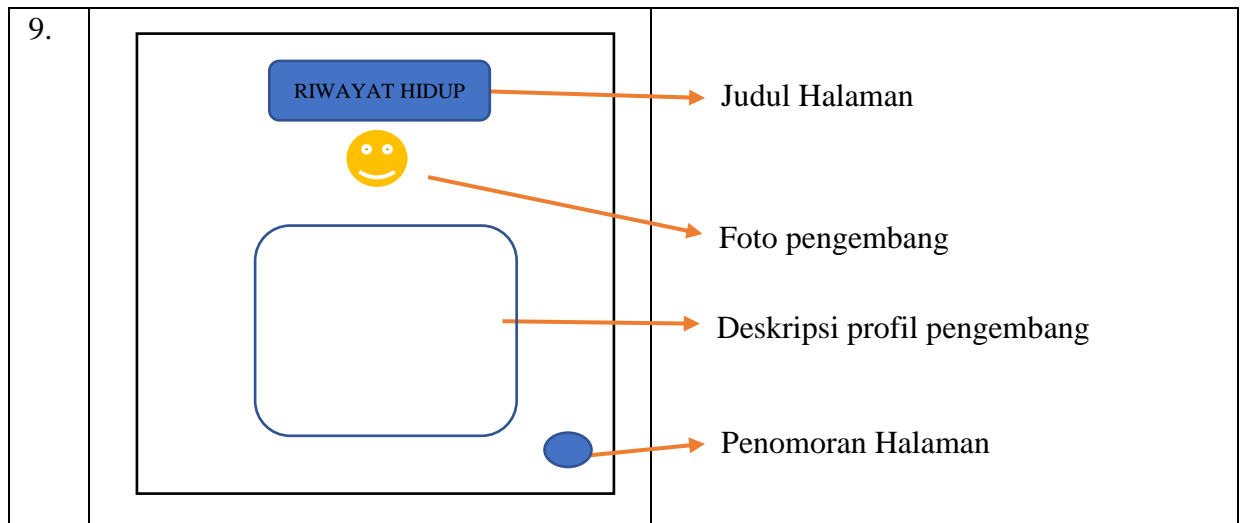 9.
RIWAYAT HIDUP
Judul Halaman
Foto pengembang
Deskripsi profil pengembang
Penomoran Halaman